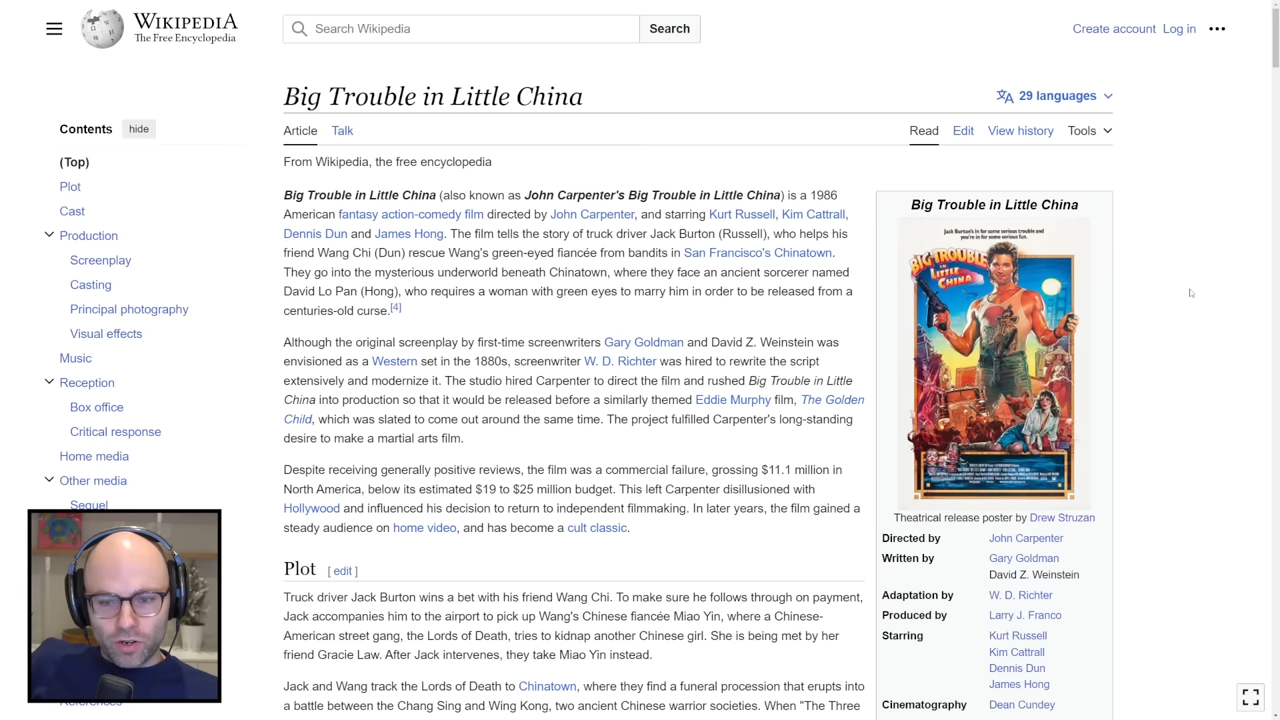 WIKIPEDIA
The Free Encyclopedia
Search Wikipedia
Search
Create account Log in
Big Trouble in Little China
29 languages
Contents hide
Article Talk
Read Edit View history Tools
(Top)
Plot
Cast
Production
Screenplay
Casting
Principal photography
Visual effects
Music
Reception
Box office
Critical response
Home media
Other media
Sequel
From Wikipedia, the free encyclopedia
Big Trouble in Little China (also known as John Carpenter's Big Trouble in Little China) is a 1986
American fantasy action-comedy film directed by John Carpenter, and starring Kurt Russell, Kim Cattrall,
Dennis Dun and James Hong. The film tells the story of truck driver Jack Burton (Russell), who helps his
friend Wang Chi (Dun) rescue Wang's green-eyed fiancée from bandits in San Francisco's Chinatown.
They go into the mysterious underworld beneath Chinatown, where they face an ancient sorcerer named
David Lo Pan (Hong), who requires a woman with green eyes to marry him in order to be released from a
centuries-old curse.[4]
Although the original screenplay by first-time screenwriters Gary Goldman and David Z. Weinstein was
envisioned as a Western set in the 1880s, screenwriter W. D. Richter was hired to rewrite the script
extensively and modernize it. The studio hired Carpenter to direct the film and rushed Big Trouble in Little
China into production so that it would be released before a similarly themed Eddie Murphy film, The Golden
Child, which was slated to come out around the same time. The project fulfilled Carpenter's long-standing
desire to make a martial arts film.
Despite receiving generally positive reviews, the film was a commercial failure, grossing $11.1 million in
North America, below its estimated $19 to $25 million budget. This left Carpenter disillusioned with
Hollywood and influenced his decision to return to independent filmmaking. In later years, the film gained a
steady audience on home video, and has become a cult classic.
Plot [ edit ]
Truck driver Jack Burton wins a bet with his friend Wang Chi. To make sure he follows through on payment,
Jack accompanies him to the airport to pick up Wang's Chinese fiancée Miao Yin, where a Chinese-
American street gang, the Lords of Death, tries to kidnap another Chinese girl. She is being met by her
friend Gracie Law. After Jack intervenes, they take Miao Yin instead.
Jack and Wang track the Lords of Death to Chinatown, where they find a funeral procession that erupts into
a battle between the Chang Sing and Wing Kong, two ancient Chinese warrior societies. When "The Three
Big Trouble in Little China
Jack Burton's in for some serious trouble and
you're in for some serious fun.
BIG TROUBLE
IN LITTLE
CHINA
Theatrical release poster by Drew Struzan
Directed by John Carpenter
Written by Gary Goldman
David Z. Weinstein
Adaptation by W. D. Richter
Produced by Larry J. Franco
Starring Kurt Russell
Kim Cattrall
Dennis Dun
James Hong
Cinematography Dean Cundey